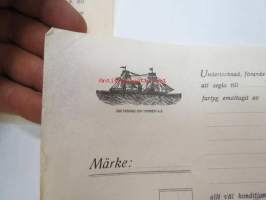 Undertecknad, förande
att segla till
fartyg emottagit av
Märke:
allt väl konditione